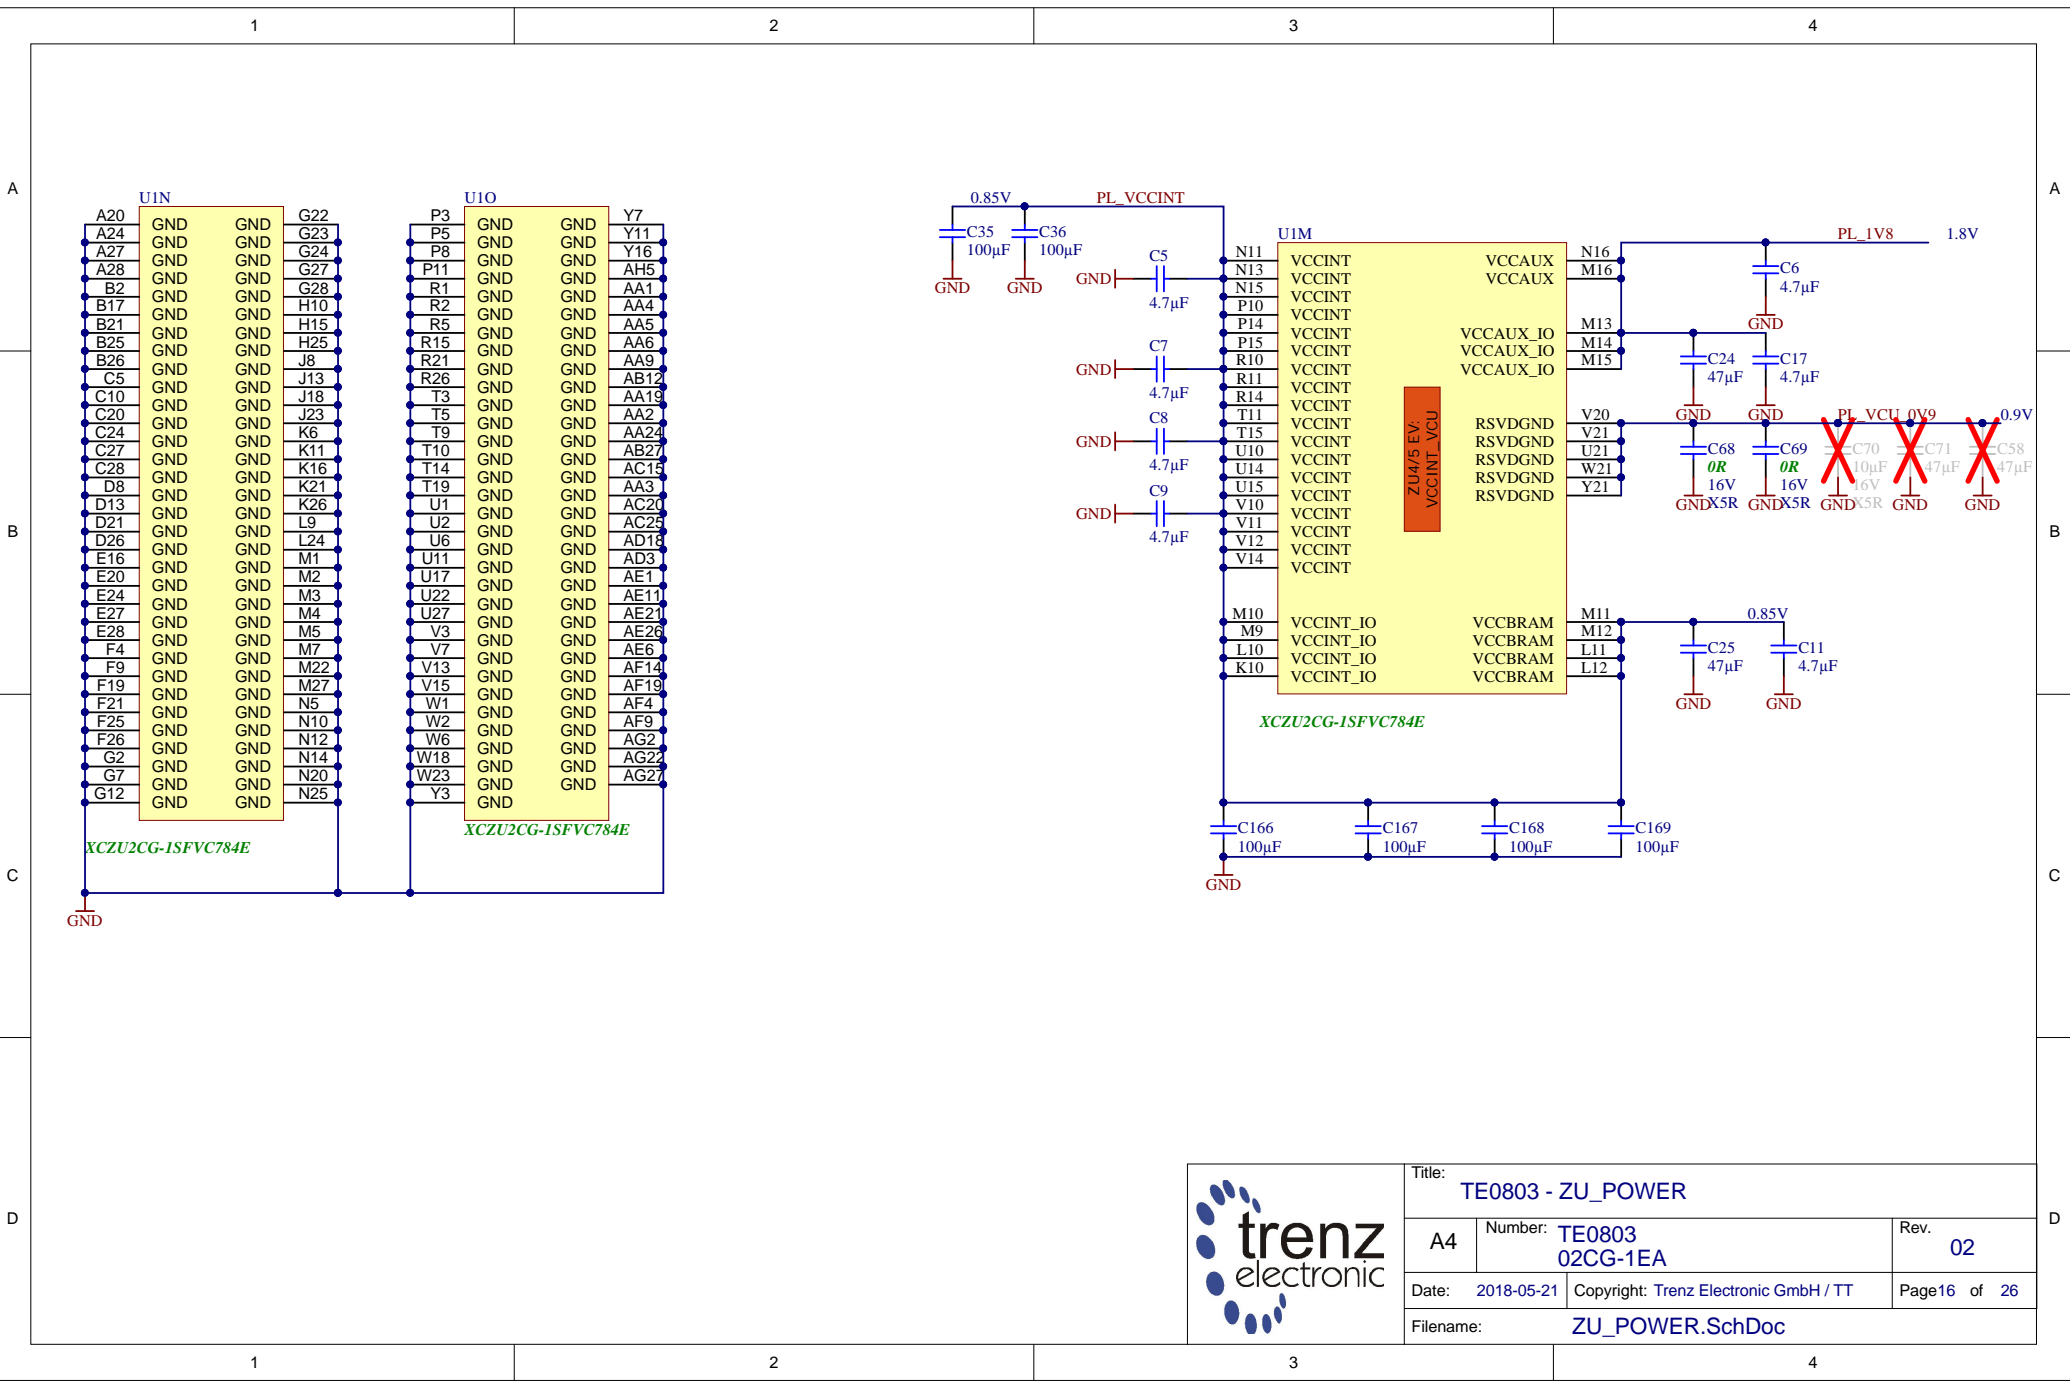 1 2 3 4
A A
B B
C C
D D
1 2 3 4
U1N
A20 GND GND G22
A24 GND GND G23
A27 GND GND G24
A28 GND GND G27
B2 GND GND G28
B17 GND GND H10
B21 GND GND H15
B25 GND GND H25
B26 GND GND J8
C5 GND GND J13
C10 GND GND J18
C20 GND GND J23
C24 GND GND K6
C27 GND GND K11
C28 GND GND K16
D8 GND GND K21
D13 GND GND K26
D21 GND GND L9
D26 GND GND L24
E16 GND GND M1
E20 GND GND M2
E24 GND GND M3
E27 GND GND M4
E28 GND GND M5
F4 GND GND M7
F9 GND GND M22
F19 GND GND M27
F21 GND GND N5
F25 GND GND N10
F26 GND GND N12
G2 GND GND N14
G7 GND GND N20
G12 GND GND N25
XCZU2CG-1SFVC784E
GND
U1O
P3 GND GND Y7
P5 GND GND Y11
P8 GND GND Y16
P11 GND GND AH5
R1 GND GND AA1
R2 GND GND AA4
R5 GND GND AA5
R15 GND GND AA6
R21 GND GND AA9
R26 GND GND AB12
T3 GND GND AA19
T5 GND GND AA2
T9 GND GND AA24
T10 GND GND AB27
T14 GND GND AC15
T19 GND GND AA3
U1 GND GND AC20
U2 GND GND AC25
U6 GND GND AD18
U11 GND GND AD3
U17 GND GND AE1
U22 GND GND AE11
U27 GND GND AE21
V3 GND GND AE26
V7 GND GND AE6
V13 GND GND AF14
V15 GND GND AF19
W1 GND GND AF4
W2 GND GND AF9
W6 GND GND AG2
W18 GND GND AG22
W23 GND GND AG27
Y3 GND
XCZU2CG-1SFVC784E
0.85V PL_VCCINT
C35
100µF
GND
C36
100µF
GND
C5
GND
4.7µF
C7
GND
4.7µF
C8
GND
4.7µF
C9
GND
4.7µF
U1M
N11 VCCINT
N13 VCCINT
N15 VCCINT
P10 VCCINT
P14 VCCINT
P15 VCCINT
R10 VCCINT
R11 VCCINT
R14 VCCINT
T11 VCCINT
T15 VCCINT
U10 VCCINT
U14 VCCINT
U15 VCCINT
V10 VCCINT
V11 VCCINT
V12 VCCINT
V14 VCCINT
M10 VCCINT_IO
M9 VCCINT_IO
L10 VCCINT_IO
K10 VCCINT_IO
ZU4/5 EV:
VCCINT_VCU
VCCAUX N16
VCCAUX M16
VCCAUX_IO M13
VCCAUX_IO M14
VCCAUX_IO M15
RSVDGND V20
RSVDGND V21
RSVDGND U21
RSVDGND W21
RSVDGND Y21
VCCBRAM M11
VCCBRAM M12
VCCBRAM L11
VCCBRAM L12
XCZU2CG-1SFVC784E
PL_1V8 1.8V
C6
4.7µF
GND
C24
47µF
GND
C17
4.7µF
GND
PL_VCU_0V9 0.9V
C68
0R
16V
X5R
GND
C69
0R
16V
X5R
GND
C70
10µF
16V
X5R
GND
C71
47µF
GND
C58
47µF
GND
0.85V
C25
47µF
GND
C11
4.7µF
GND
C166
100µF
C167
100µF
C168
100µF
C169
100µF
GND
trenz
electronic
Title:
TE0803 - ZU_POWER
A4
Number: TE0803
02CG-1EA
Rev.
02
Date: 2018-05-21 Copyright: Trenz Electronic GmbH / TT Page16 of 26
Filename: ZU_POWER.SchDoc